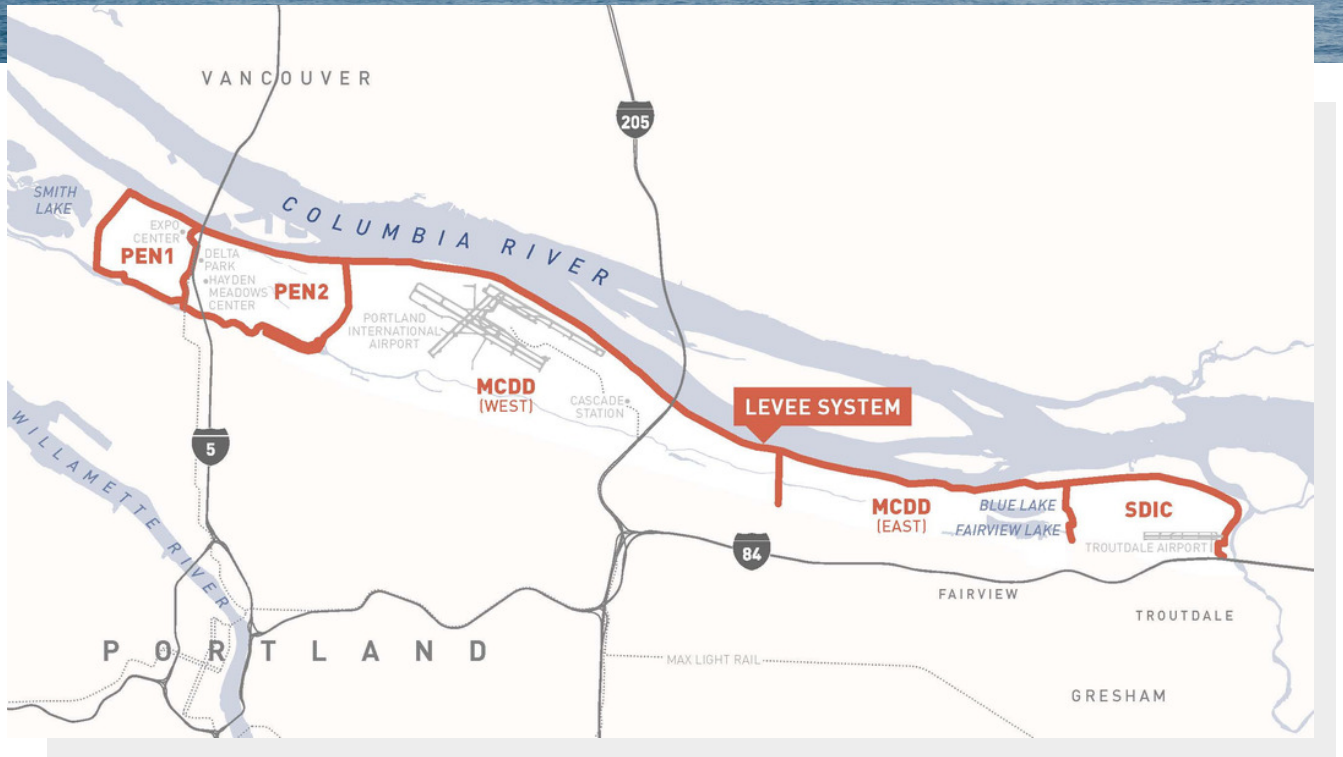 VANCOUVER
205
SMITH
LAKE
COLUMBIA RIVER
EXPO
CENTER
PEN1
DELTA
PARK
HAYDEN
MEADOWS
CENTER
PEN2
PORTLAND
INTERNATIONAL
AIRPORT
MCDD
(WEST)
CASCADE
STATION
LEVEE SYSTEM
5
WILLAMETTE RIVER
MCDD
(EAST)
BLUE LAKE
FAIRVIEW LAKE
SDIC
TROUTDALE AIRPORT
84
FAIRVIEW
TROUTDALE
PORTLAND
MAX LIGHT RAIL
GRESHAM